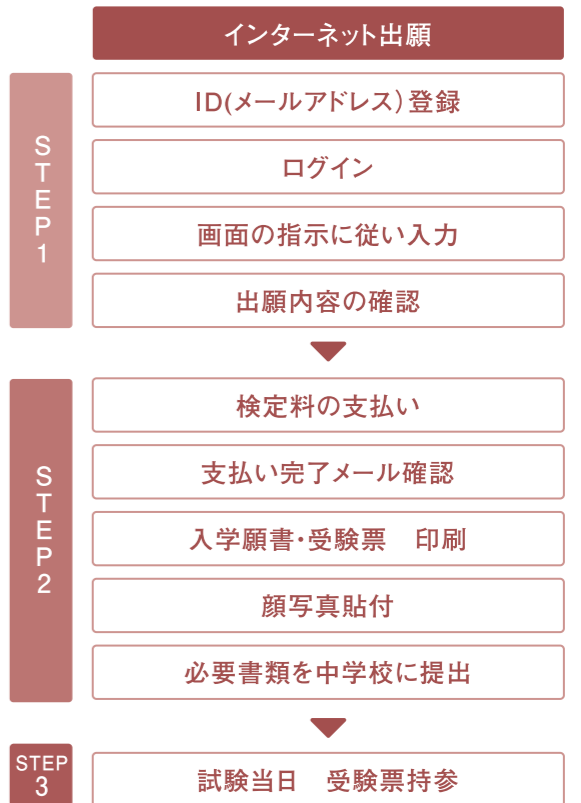 インターネット出願
STEP1
ID(メールアドレス)登録
ログイン
画面の指示に従い入力
出願内容の確認
STEP2
検定料の支払い
支払い完了メール確認
入学願書・受験票　印刷
顔写真貼付
必要書類を中学校に提出
STEP
3
試験当日　受験票持参